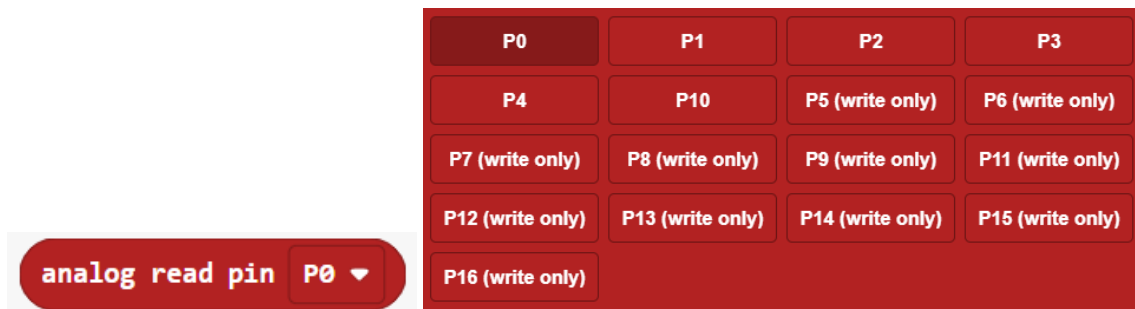 analog read pin P0
P0 P1 P2 P3
P4 P10 P5 (write only) P6 (write only)
P7 (write only) P8 (write only) P9 (write only) P11 (write only)
P12 (write only) P13 (write only) P14 (write only) P15 (write only)
P16 (write only)